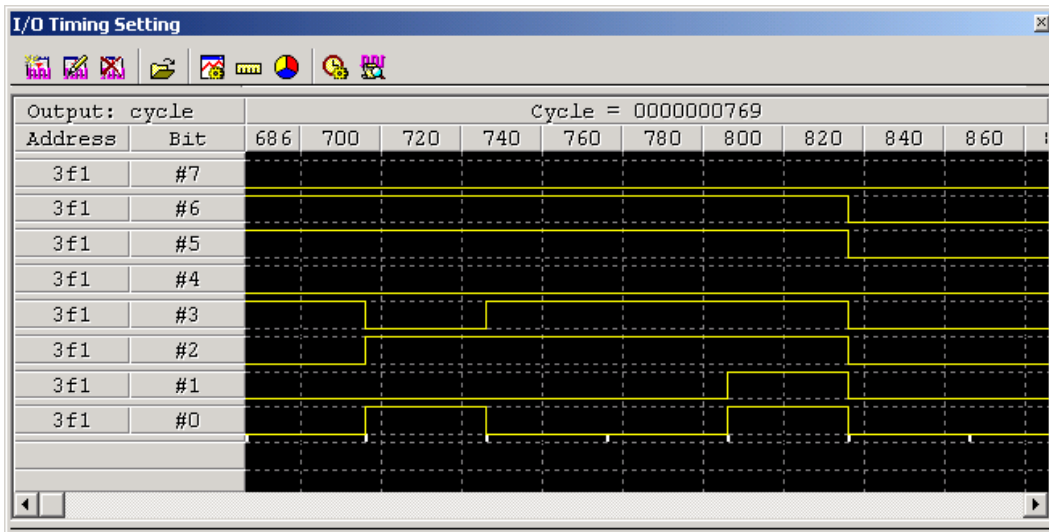 I/O Timing Setting
Output: cycle Cycle = 0000000769
Address Bit 686 700 720 740 760 780 800 820 840 860
3f1 #7
3f1 #6
3f1 #5
3f1 #4
3f1 #3
3f1 #2
3f1 #1
3f1 #0